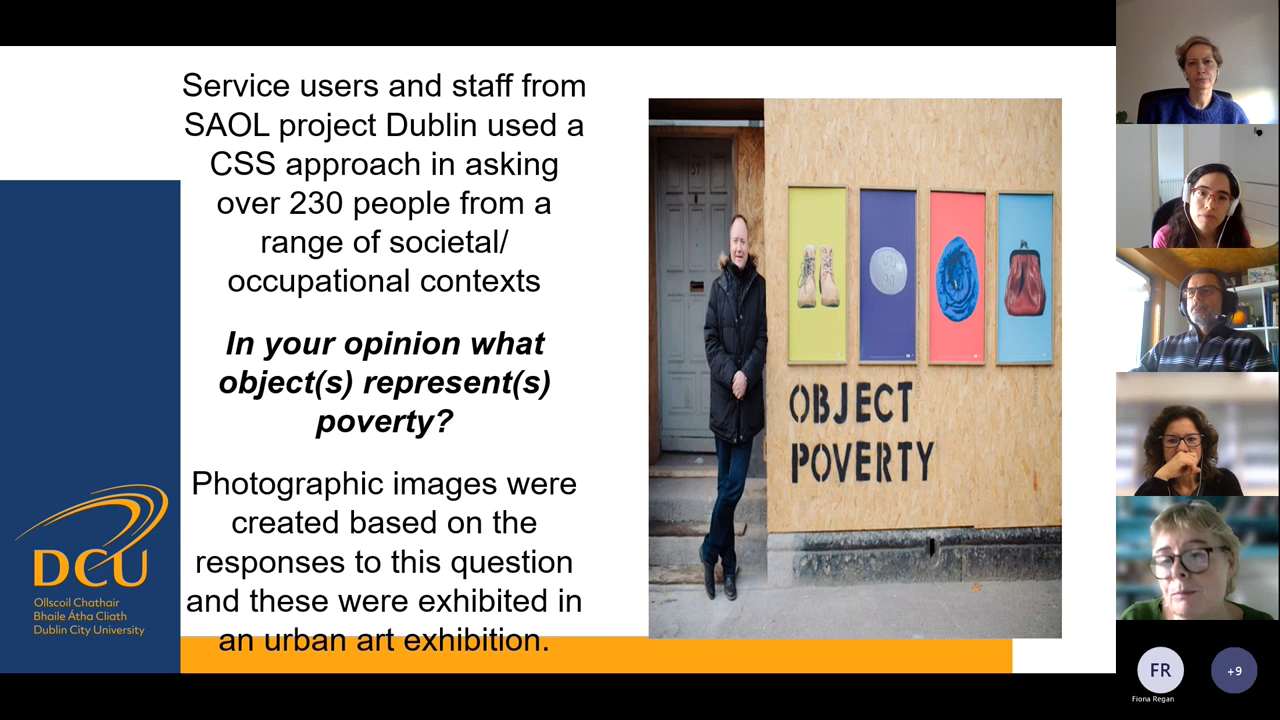 Service users and staff from
SAOL project Dublin used a
CSS approach in asking
over 230 people from a
range of societal/
occupational contexts
In your opinion what
object(s) represent(s)
poverty?
Photographic images were
created based on the
responses to this question
and these were exhibited in
an urban art exhibition.
DCU
Ollscoil Chathair
Bhaile Átha Cliath
Dublin City University
57
OBJECT
POVERTY
FR
Fiona Regan
+9